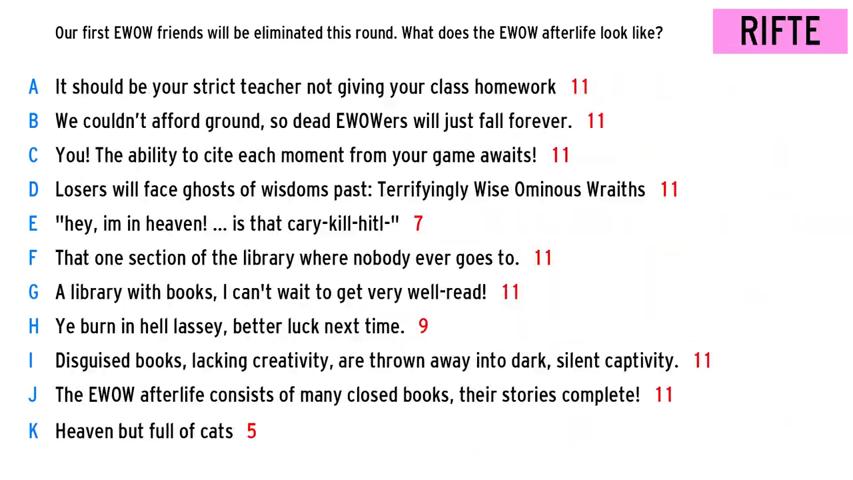 Our first EWOW friends will be eliminated this round. What does the EWOW afterlife look like?
RIFTE
A It should be your strict teacher not giving your class homework 11
B We couldn't afford ground, so dead EWOWers will just fall forever. 11
C You! The ability to cite each moment from your game awaits! 11
D Losers will face ghosts of wisdoms past: Terrifyingly Wise Ominous Wraiths 11
E "hey, im in heaven! ... is that cary-kill-hitl-" 7
F That one section of the library where nobody ever goes to. 11
G A library with books, I can't wait to get very well-read! 11
H Ye burn in hell lassey, better luck next time. 9
I Disguised books, lacking creativity, are thrown away into dark, silent captivity. 11
J The EWOW afterlife consists of many closed books, their stories complete! 11
K Heaven but full of cats 5